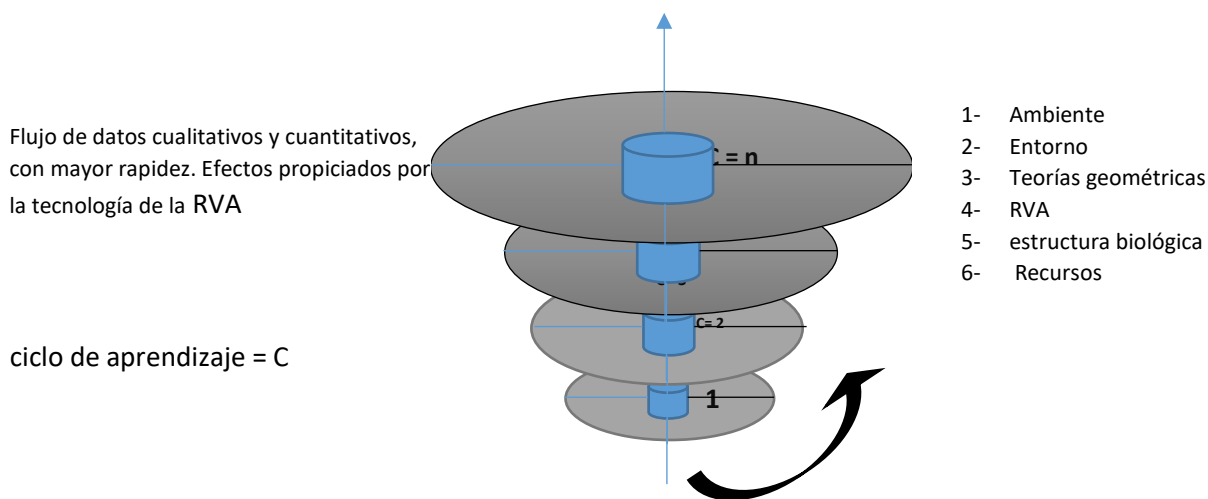 Flujo de datos cualitativos y cuantitativos,
con mayor rapidez. Efectos propiciados por
la tecnología de la RVA
ciclo de aprendizaje = C
C = n
C= 2
1
1- Ambiente
2- Entorno
3- Teorías geométricas
4- RVA
5- estructura biológica
6- Recursos